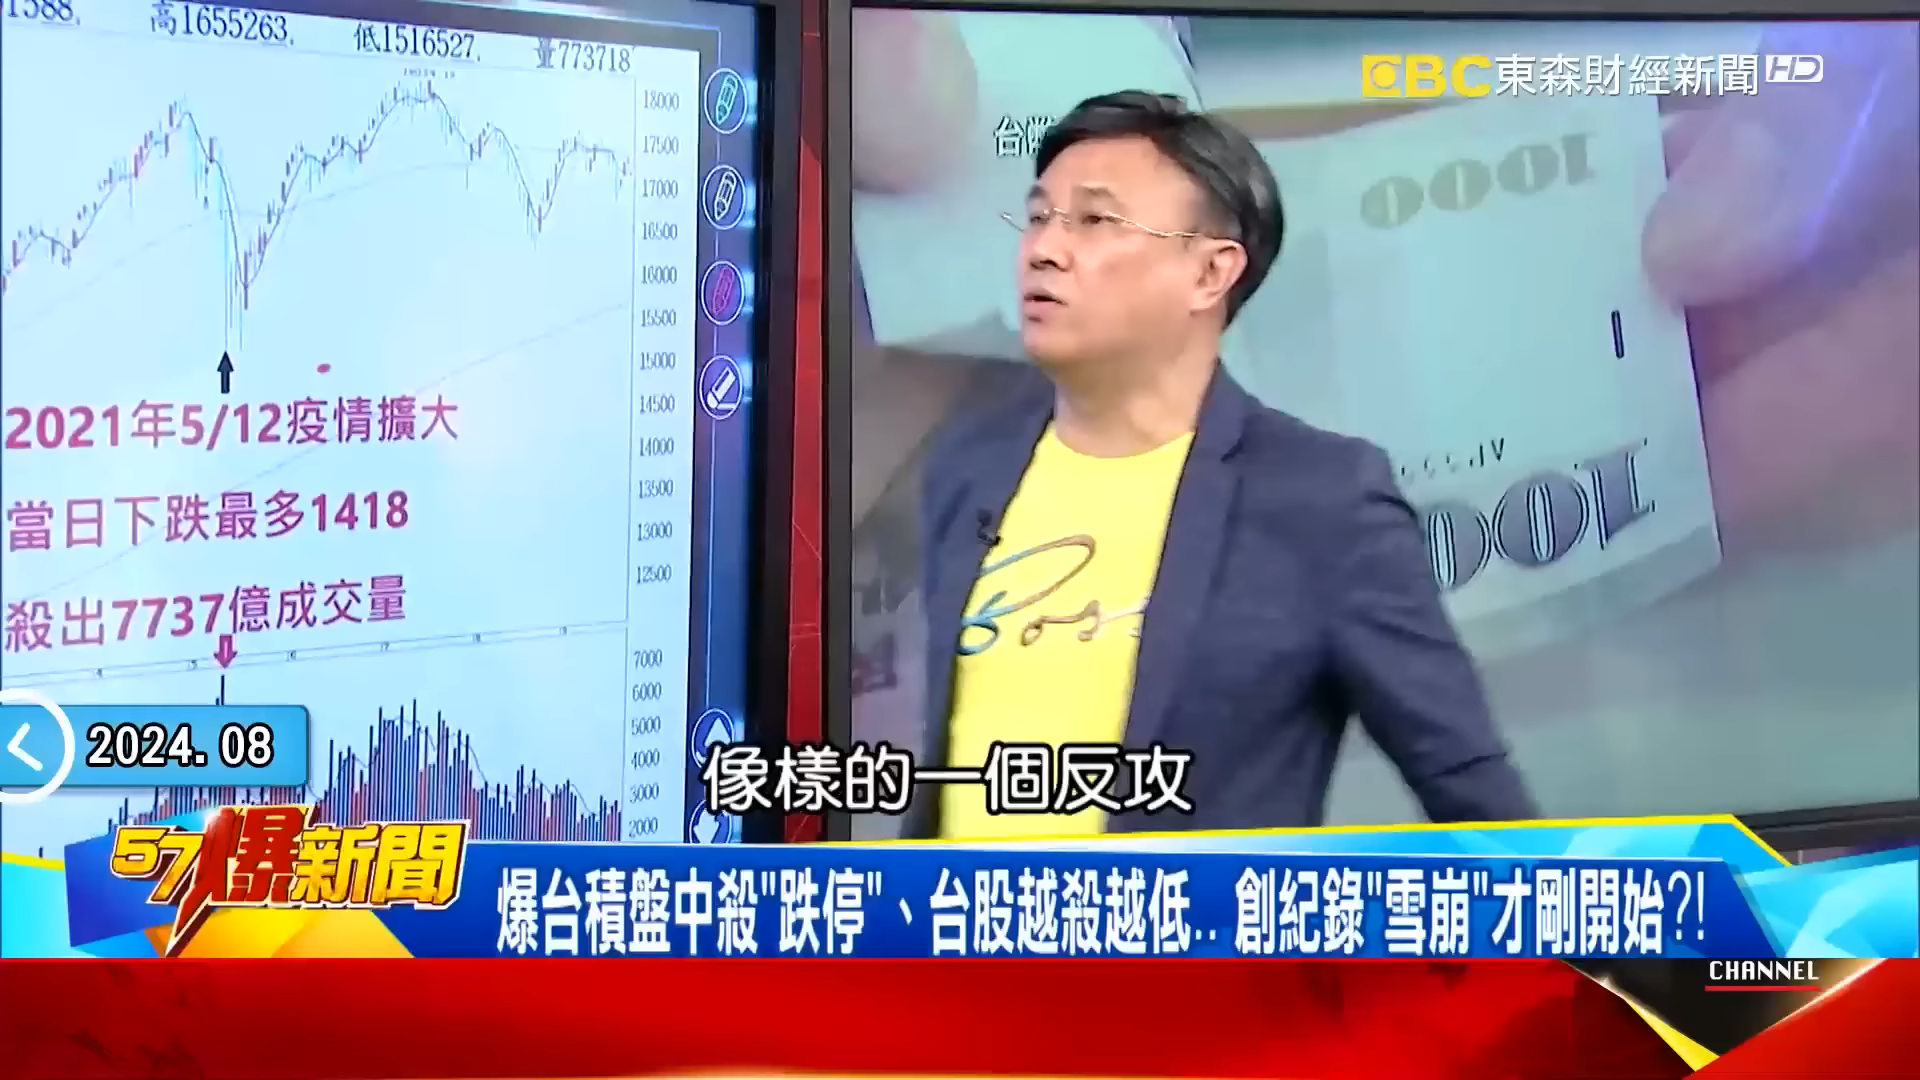 1588.
高1655263.
低1516527.
量773718
18000
17500
17000
16500
16000
15500
15000
14500
14000
13500
13000
12500
2021年5/12疫情擴大
當日下跌最多1418
殺出7737億成交量
7000
6000
5000
4000
3000
2000
EBC東森財經新聞HD
1000
Bos
2024.08
像樣的一個反攻
57爆新聞
爆台積盤中殺"跌停"、台股越殺越低.. 創紀錄"雪崩"才剛開始?!
CHANNEL